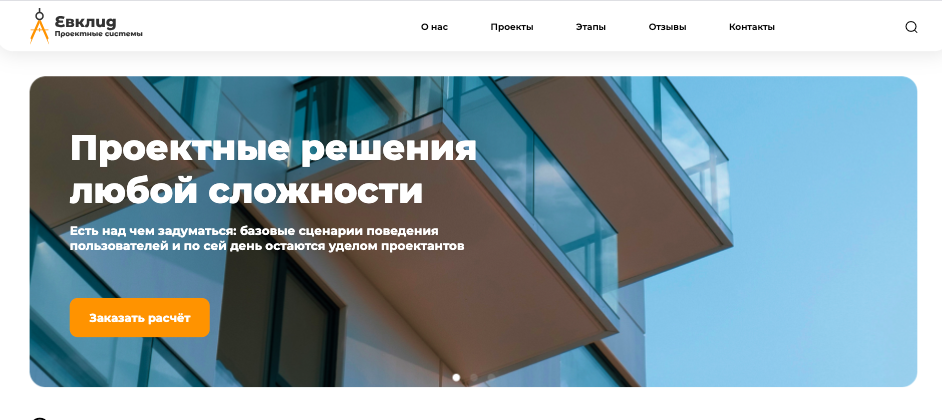 Евклид
Проектные системы
О нас
Проекты
Этапы
Отзывы
Контакты
Проектные решения
любой сложности
Есть над чем задуматься: базовые сценарии поведения
пользователей и по сей день остаются уделом проектантов
Заказать расчёт